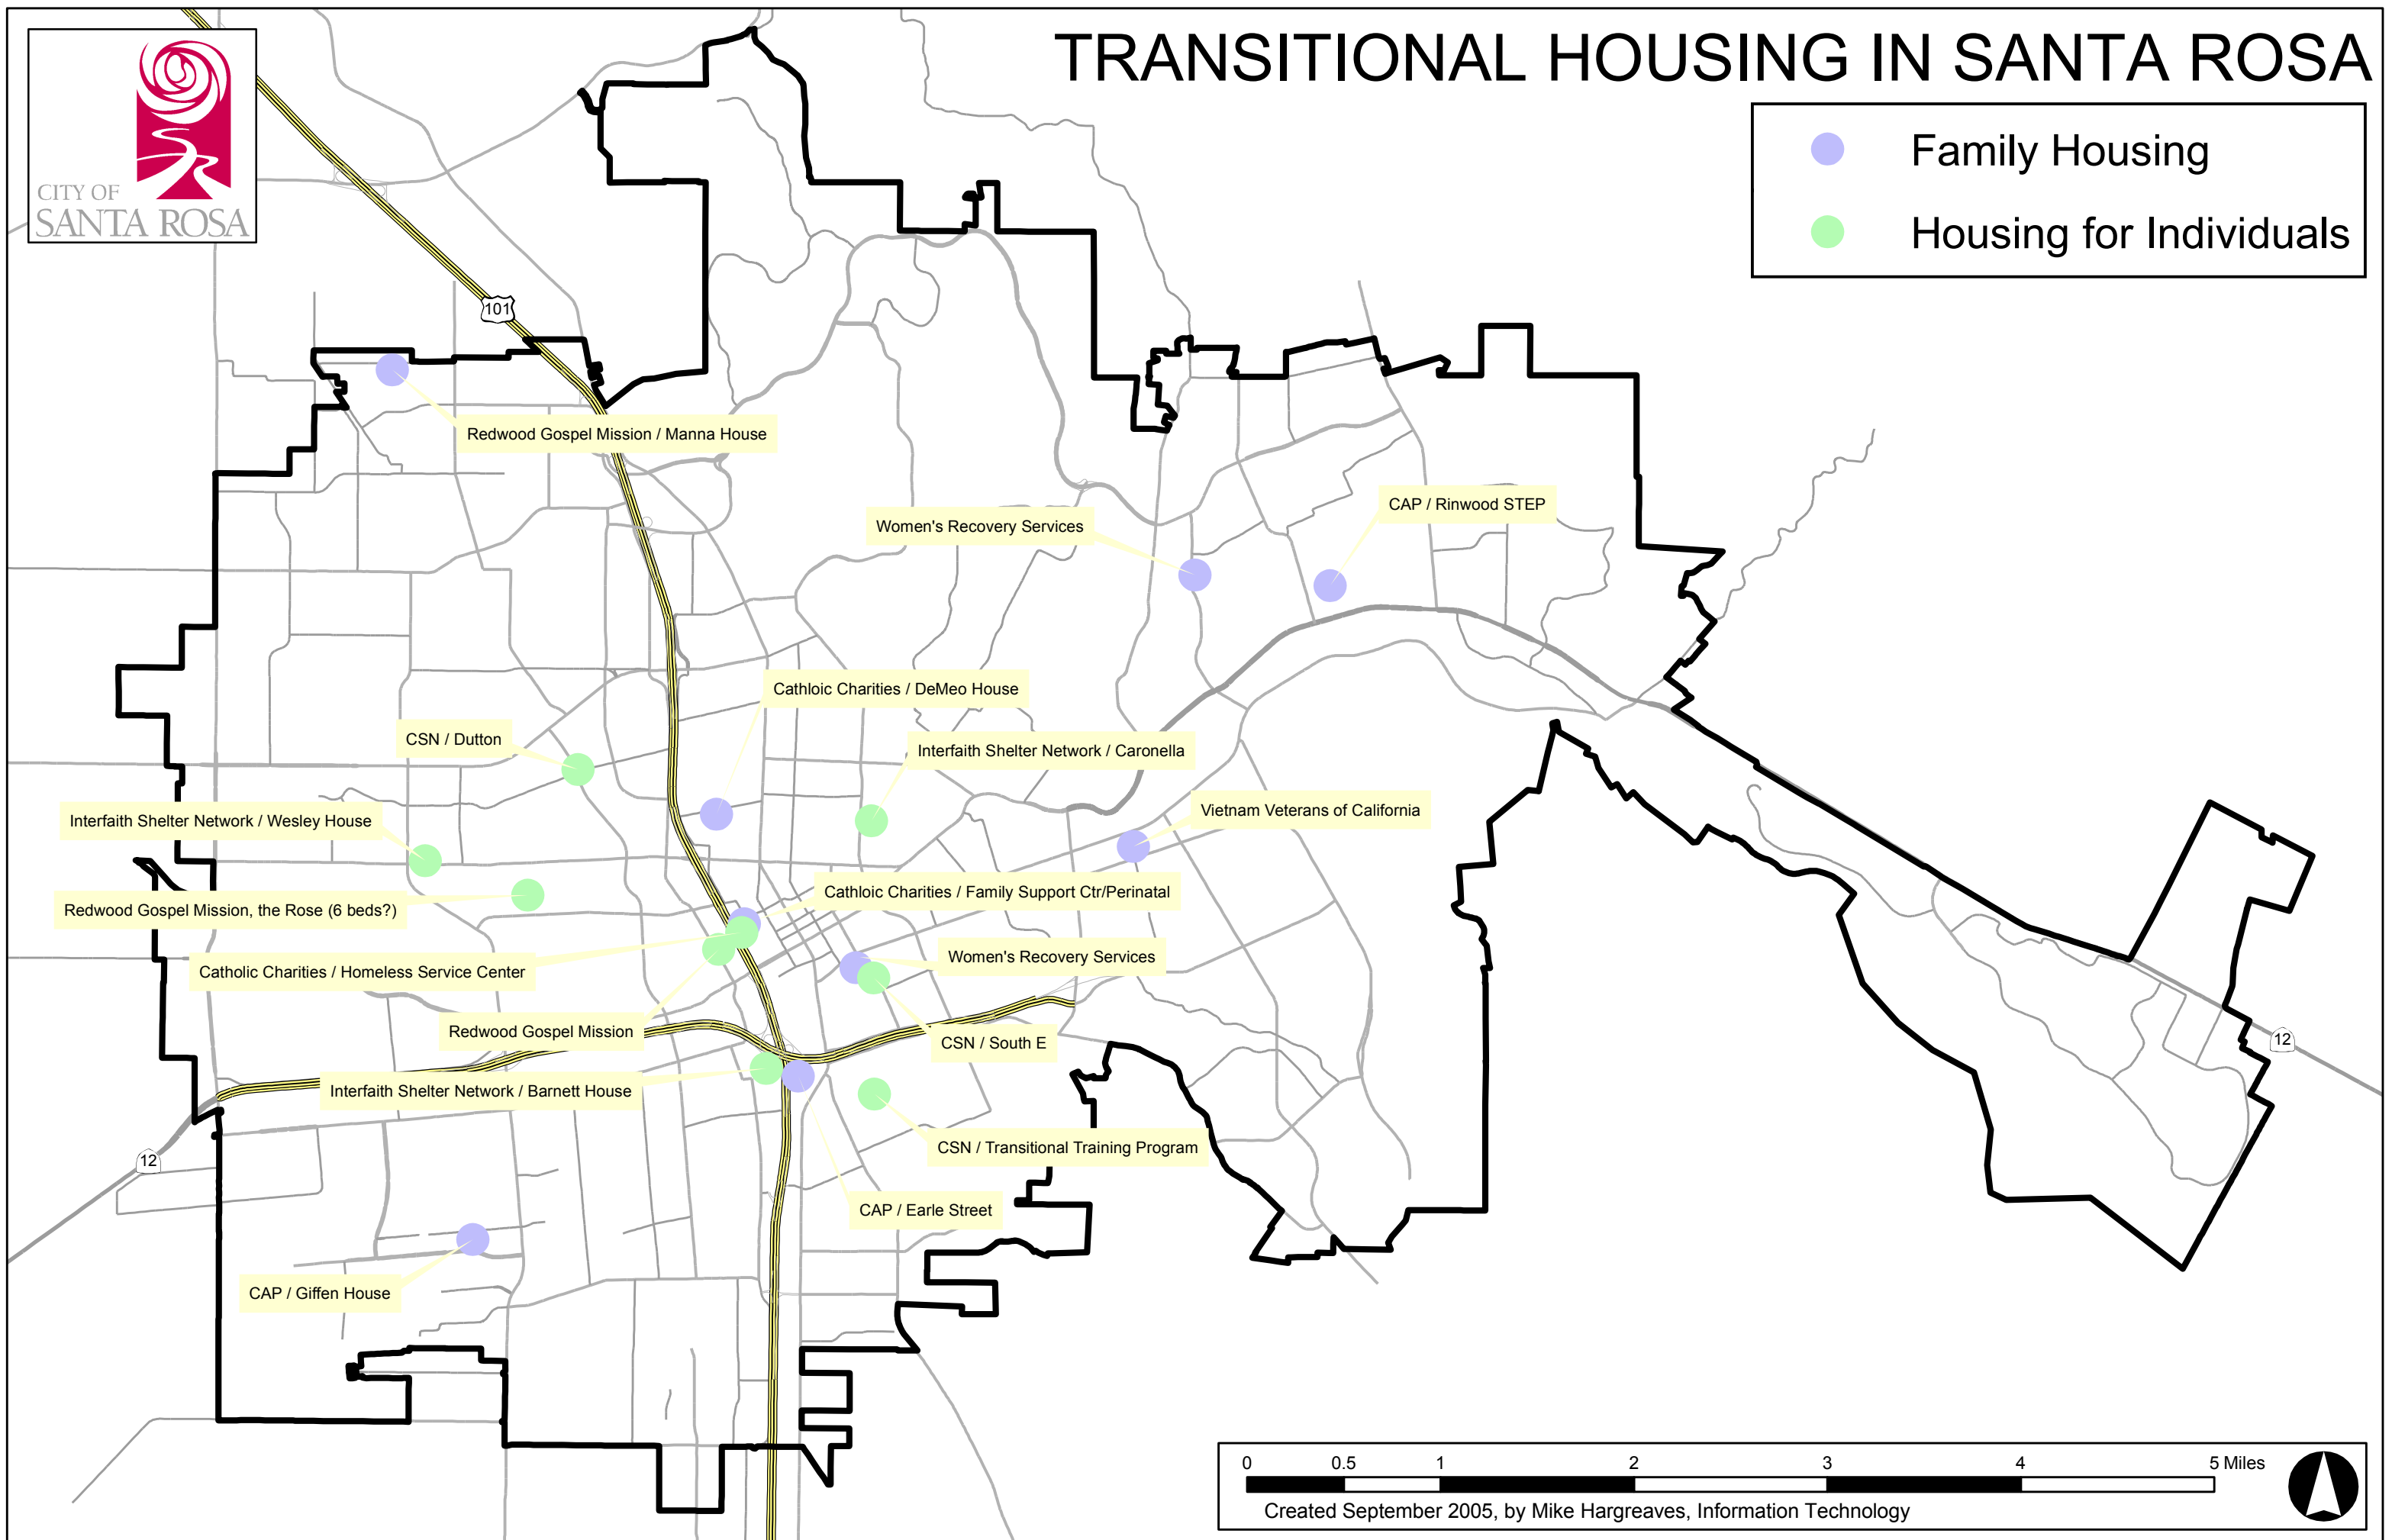 TRANSITIONAL HOUSING IN SANTA ROSA
CITY OF
SANTA ROSA
Family Housing
Housing for Individuals
101
Redwood Gospel Mission / Manna House
CAP / Rinwood STEP
Women's Recovery Services
Cathloic Charities / DeMeo House
CSN / Dutton
Interfaith Shelter Network / Caronella
Interfaith Shelter Network / Wesley House
Vietnam Veterans of California
Cathloic Charities / Family Support Ctr/Perinatal
Redwood Gospel Mission, the Rose (6 beds?)
Women's Recovery Services
Catholic Charities / Homeless Service Center
Redwood Gospel Mission
CSN / South E
12
Interfaith Shelter Network / Barnett House
CSN / Transitional Training Program
12
CAP / Earle Street
CAP / Giffen House
0 0.5 1 2 3 4 5 Miles
Created September 2005, by Mike Hargreaves, Information Technology